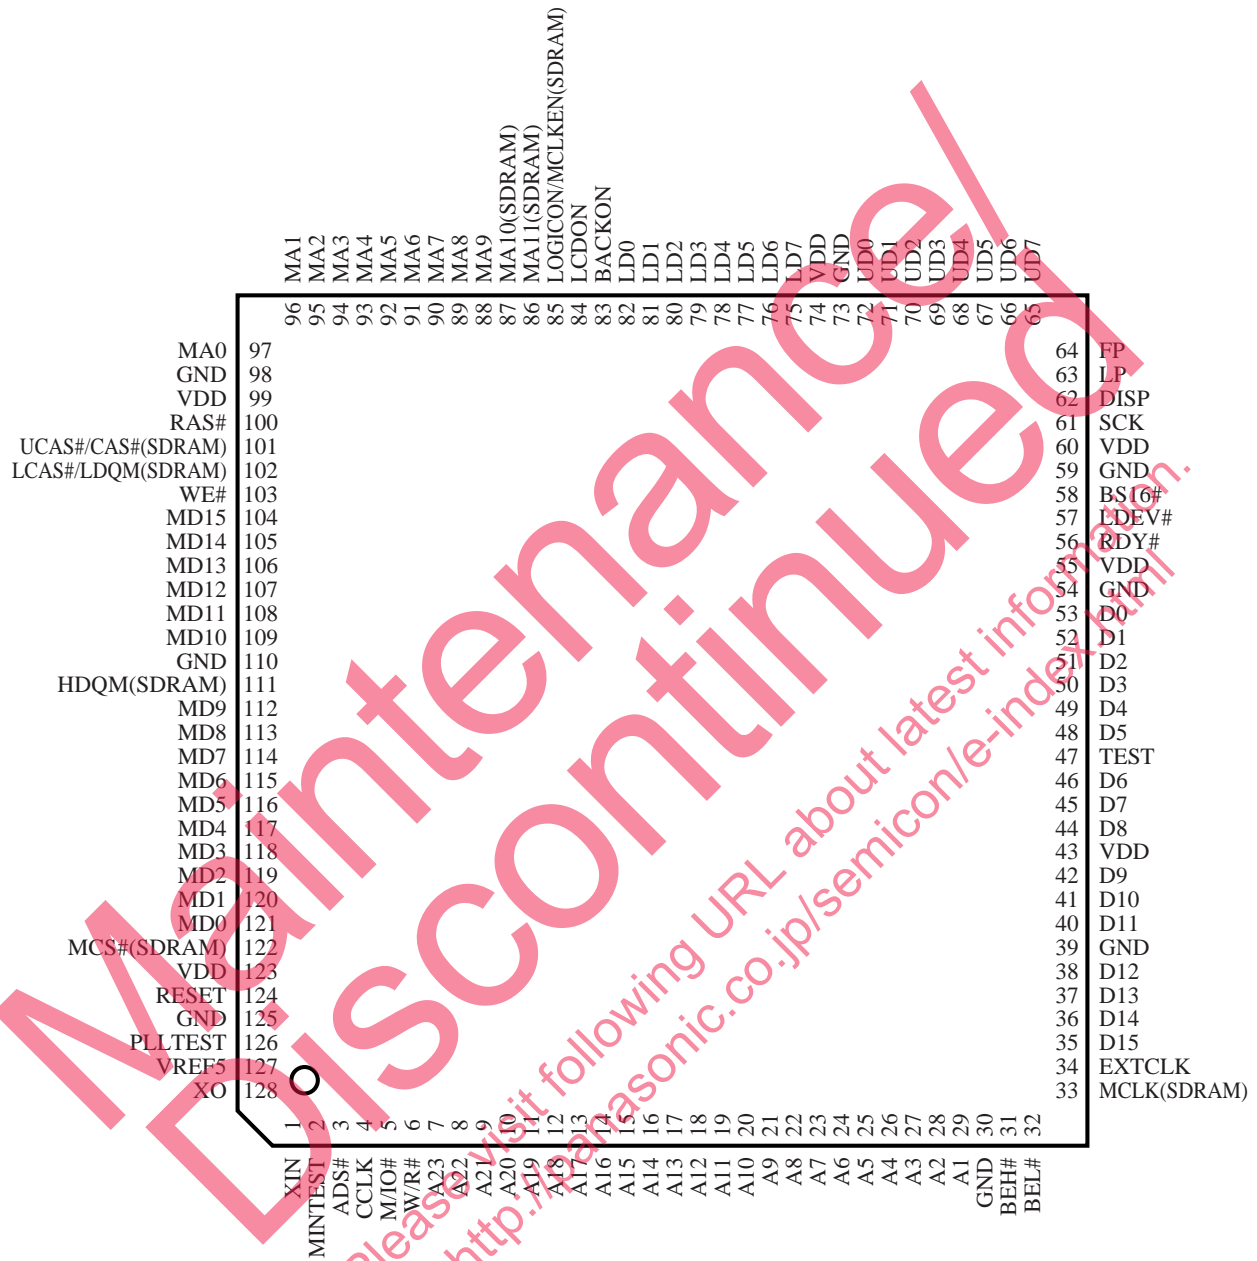 MA1
MA2
MA3
MA4
MA5
MA6
MA7
MA8
MA9
MA10(SDRAM)
MA11(SDRAM)
LOGICON/MCLKEN(SDRAM)
LCDON
BACKON
LD0
LD1
LD2
LD3
LD4
LD5
LD6
LD7
VDD
GND
UD0
UD1
UD2
UD3
UD4
UD5
UD6
UD7
96
95
94
93
92
91
90
89
88
87
86
85
84
83
82
81
80
79
78
77
76
75
74
73
72
71
70
69
68
67
66
65
MA0 97
GND 98
VDD 99
RAS# 100
UCAS#/CAS#(SDRAM) 101
LCAS#/LDQM(SDRAM) 102
WE# 103
MD15 104
MD14 105
MD13 106
MD12 107
MD11 108
MD10 109
GND 110
HDQM(SDRAM) 111
MD9 112
MD8 113
MD7 114
MD6 115
MD5 116
MD4 117
MD3 118
MD2 119
MD1 120
MD0 121
MCS#(SDRAM) 122
VDD 123
RESET 124
GND 125
PLLTEST 126
VREF5 127
XO 128
64 FP
63 LP
62 DISP
61 SCK
60 VDD
59 GND
58 BS16#
57 LDEV#
56 RDY#
55 VDD
54 GND
53 D0
52 D1
51 D2
50 D3
49 D4
48 D5
47 TEST
46 D6
45 D7
44 D8
43 VDD
42 D9
41 D10
40 D11
39 GND
38 D12
37 D13
36 D14
35 D15
34 EXTCLK
33 MCLK(SDRAM)
1
2
3
4
5
6
7
8
9
10
11
12
13
14
15
16
17
18
19
20
21
22
23
24
25
26
27
28
29
30
31
32
XIN
MINTEST
ADS#
CCLK
M/IO#
W/R#
A23
A22
A21
A20
A19
A18
A17
A16
A15
A14
A13
A12
A11
A10
A9
A8
A7
A6
A5
A4
A3
A2
A1
GND
BEH#
BEL#
Maintenance/
Discontinued
Please visit following URL about latest information.
http://panasonic.co.jp/semicon/e-index.html